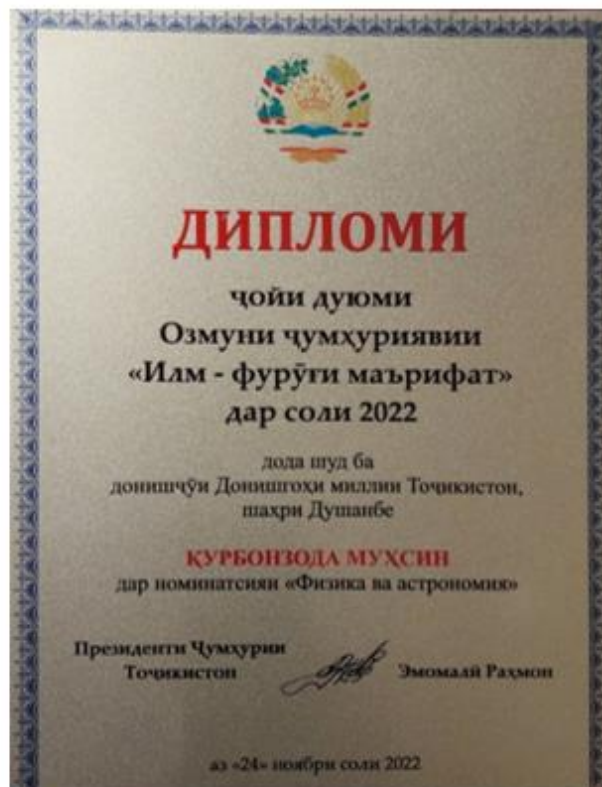 ДИПЛОМИ
ҷойи дуюми
Озмуни ҷумҳуриявии
«Илм - фурӯғи маърифат»
дар соли 2022
дода шуд ба
донишҷӯи Донишгоҳи миллии Тоҷикистон,
шаҳри Душанбе
ҚУРБОНЗОДА МУҲСИН
дар номинатсияи «Физика ва астрономия»
Президенти Ҷумҳурии
Тоҷикистон
Эмомалӣ Раҳмон
аз «24» ноябри соли 2022